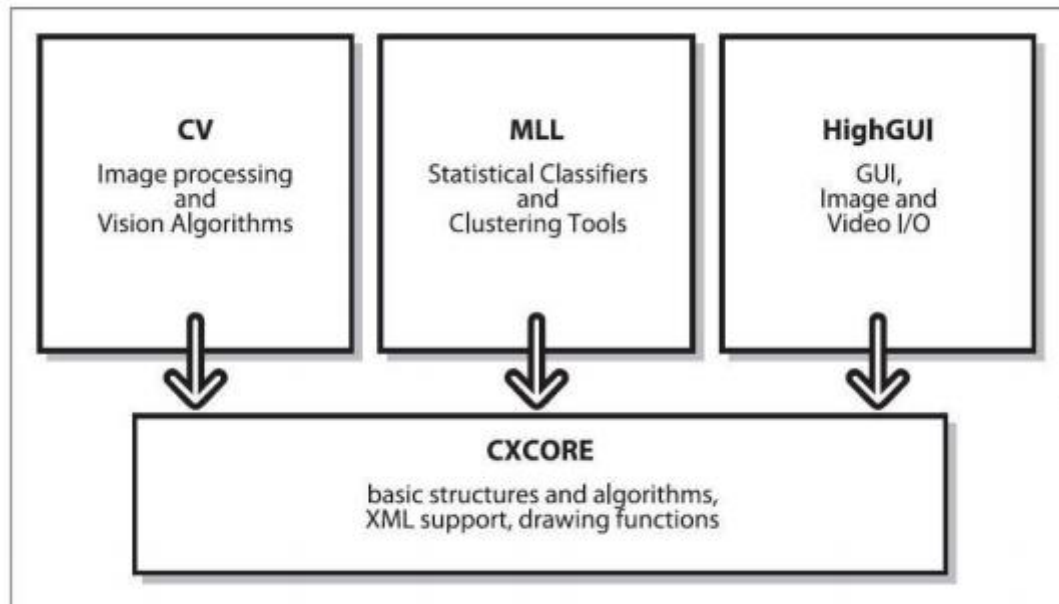 CV
Image processing
and
Vision Algorithms
MLL
Statistical Classifiers
and
Clustering Tools
HighGUI
GUI,
Image and
Video I/O
CXCORE
basic structures and algorithms,
XML support, drawing functions